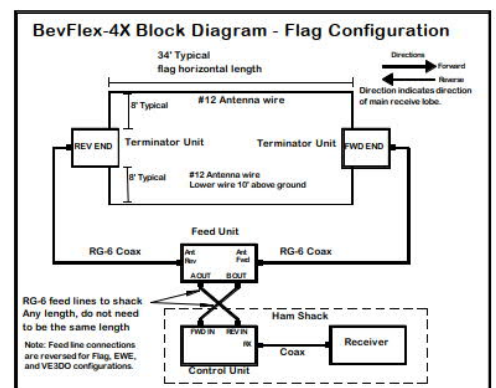 BevFlex-4X Block Diagram - Flag Configuration
34' Typical
flag horizontal length
Directions
Forward
Reverse
Direction indicates direction
of main receive lobe.
8' Typical
#12 Antenna wire
REV END
Terminator Unit
Terminator Unit
FWD END
8' Typical
#12 Antenna wire
Lower wire 10' above ground
Feed Unit
RG-6 Coax
Ant
Rev
Ant
Fwd
RG-6 Coax
A OUT
B OUT
RG-6 feed lines to shack
Any length, do not need
to be the same length
Ham Shack
FWD IN
REV IN
RX
Receiver
Coax
Control Unit
Note: Feed line connections
are reversed for Flag, EWE,
and VE3DO configurations.